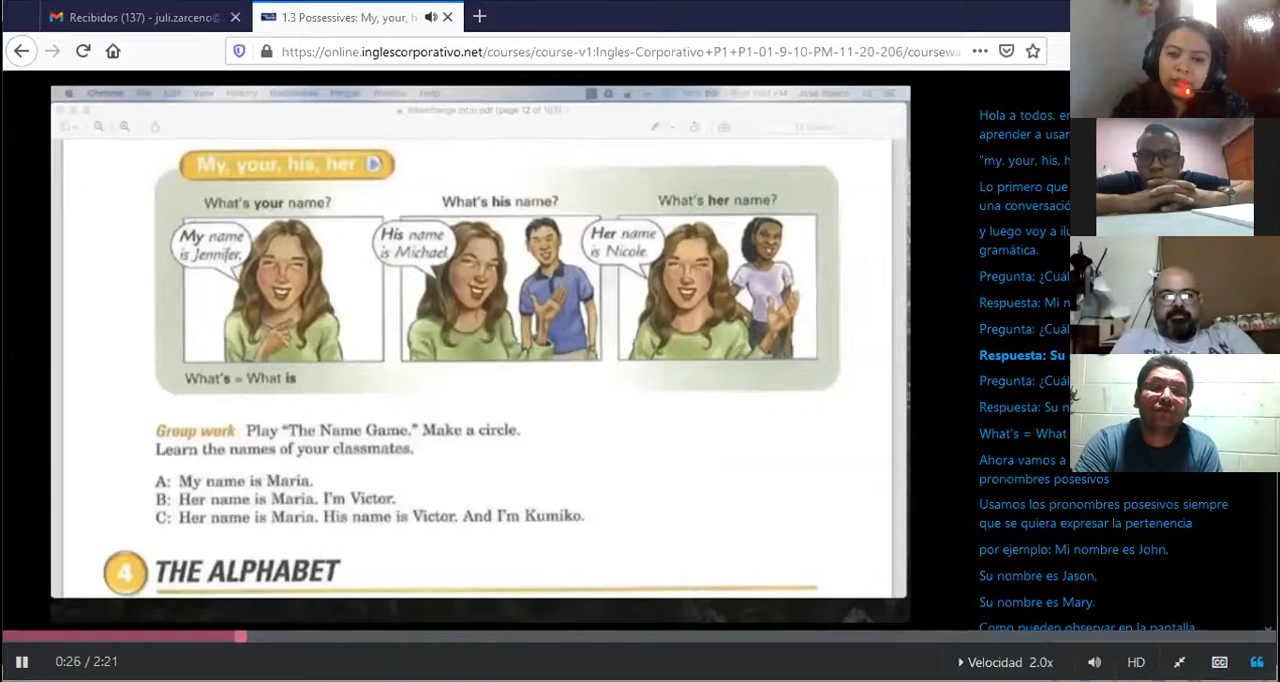 Recibidos (137) - juli.zarceno@
1.3 Possessives: My, your, h
https://online.inglescorporativo.net/courses/course-v1:Ingles-Corporativo+P1+P1-01-9-10-PM-11-20-206/coursewa
My, your, his, her
What's your name?
What's his name?
What's her name?
My name
is Jennifer.
His name
is Michael.
Her name
is Nicole.
What's = What is
Group work Play “The Name Game.” Make a circle.
Learn the names of your classmates.
A: My name is Maria.
B: Her name is Maria. I'm Victor.
C: Her name is Maria. His name is Victor. And I'm Kumiko.
4 THE ALPHABET
Hola a todos, en
aprender a usar
"my, your, his, h
Lo primero que
una conversació
y luego voy a ilu
gramática.
Pregunta: ¿Cuál
Respuesta: Mi n
Pregunta: ¿Cuál
Respuesta: Su
Pregunta: ¿Cuál
Respuesta: Su n
What's = What
Ahora vamos a
pronombres posesivos
Usamos los pronombres posesivos siempre
que se quiera expresar la pertenencia
por ejemplo: Mi nombre es John,
Su nombre es Jason,
Su nombre es Mary.
Como pueden observar en la pantalla
0:26 / 2:21
Velocidad 2.0x
HD